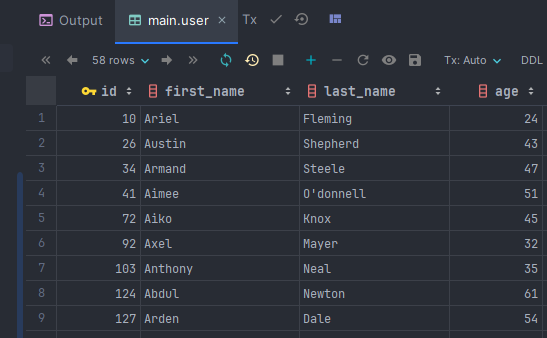 Output main.user × Tx
58 rows Tx: Auto DDL
id first_name last_name age
1 10 Ariel Fleming 24
2 26 Austin Shepherd 43
3 34 Armand Steele 47
4 41 Aimee O'donnell 51
5 72 Aiko Knox 45
6 92 Axel Mayer 32
7 103 Anthony Neal 35
8 124 Abdul Newton 61
9 127 Arden Dale 54